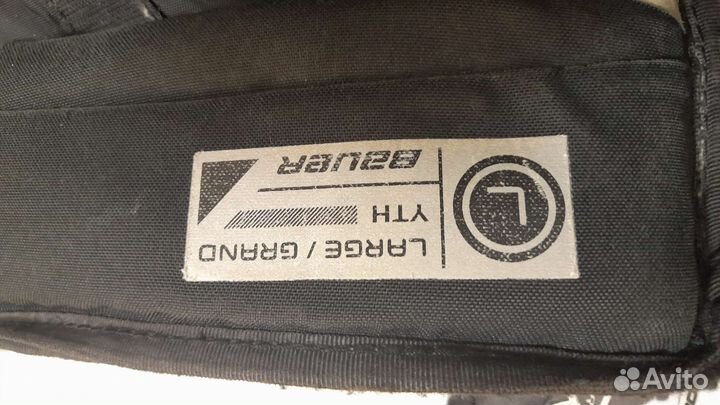 L
LARGE / GRAND
YTH
BAUER
Avito